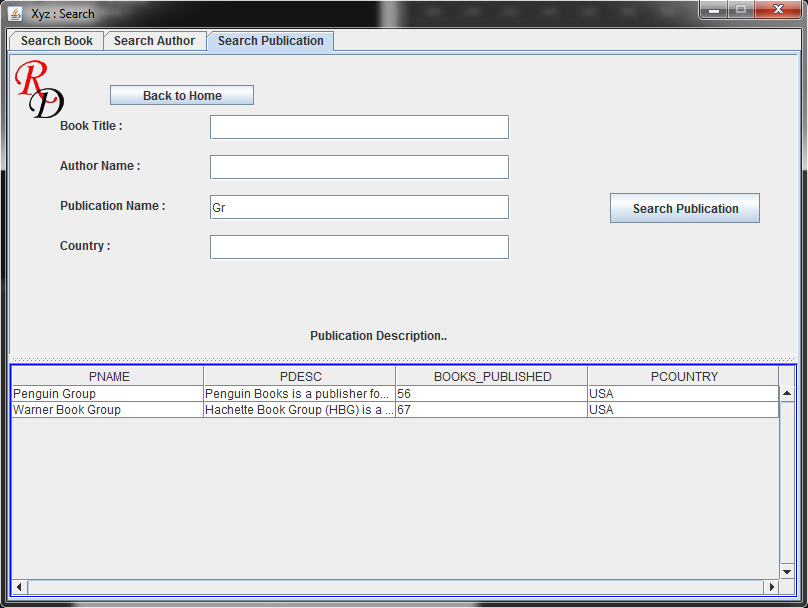 Xyz : Search
Search Book Search Author Search Publication
RD
Back to Home
Book Title :
Author Name :
Publication Name : Gr
Search Publication
Country :
Publication Description..
PNAME PDESC BOOKS_PUBLISHED PCOUNTRY
Penguin Group Penguin Books is a publisher fo... 56 USA
Warner Book Group Hachette Book Group (HBG) is a ... 67 USA